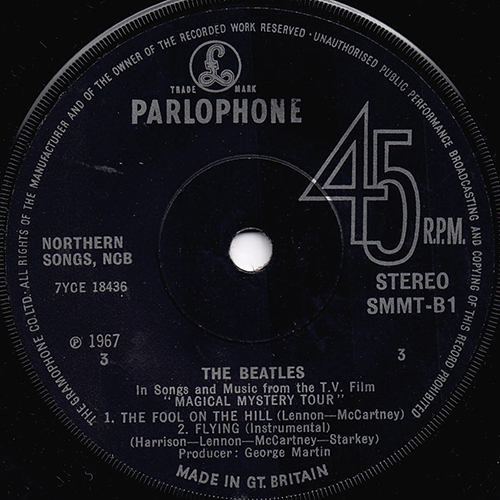 THE GRAMOPHONE CO. LTD. ALL RIGHTS OF THE MANUFACTURER AND OF THE OWNER OF THE RECORDED WORK RESERVED · UNAUTHORISED PUBLIC PERFORMANCE BROADCASTING AND COPYING OF THIS RECORD PROHIBITED
£
TRADE MARK
PARLOPHONE
45 R.P.M.
NORTHERN
SONGS, NCB
7YCE 18436
STEREO
SMMT-B1
℗ 1967
3
3
THE BEATLES
In Songs and Music from the T.V. Film
"MAGICAL MYSTERY TOUR"
1. THE FOOL ON THE HILL (Lennon—McCartney)
2. FLYING (Instrumental)
(Harrison—Lennon—McCartney—Starkey)
Producer: George Martin
MADE IN GT. BRITAIN